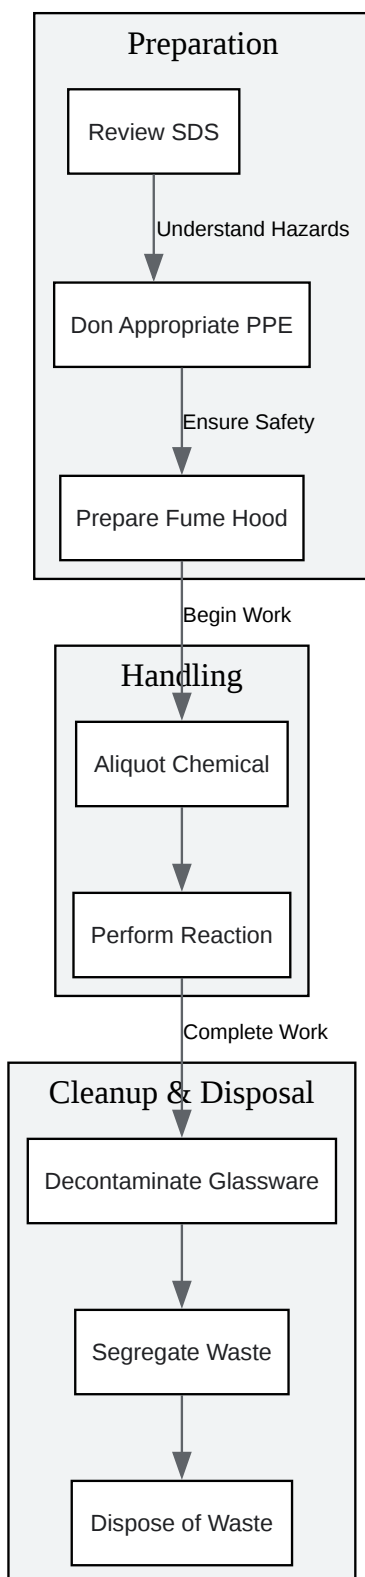 Preparation
Review SDS
Understand Hazards
Don Appropriate PPE
Ensure Safety
Prepare Fume Hood
Begin Work
Handling
Aliquot Chemical
Perform Reaction
Complete Work
Cleanup & Disposal
Decontaminate Glassware
Segregate Waste
Dispose of Waste